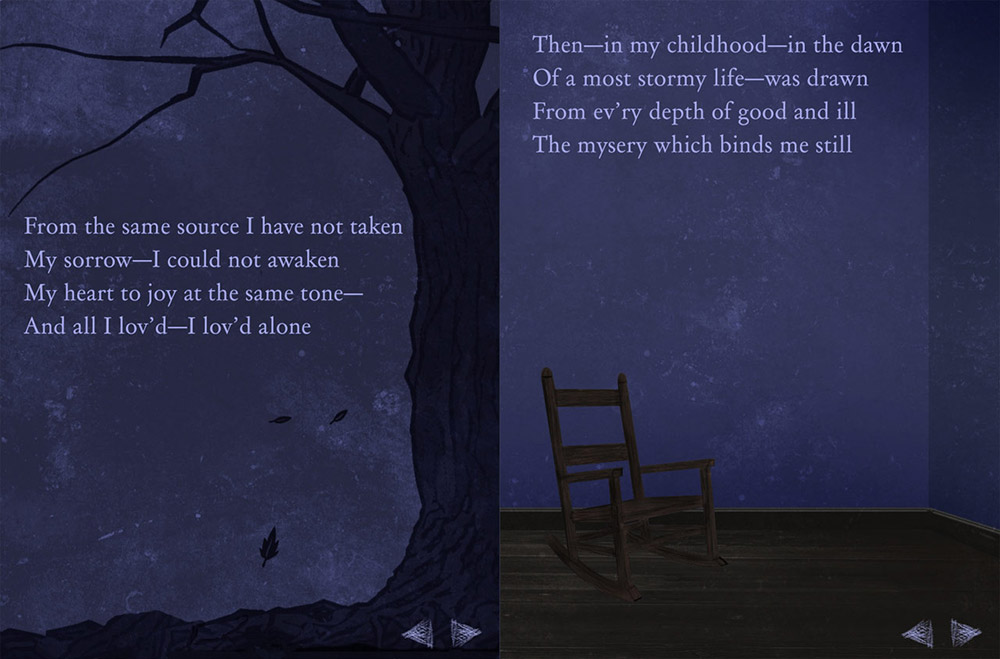 From the same source I have not taken
My sorrow—I could not awaken
My heart to joy at the same tone—
And all I lov’d—I lov’d alone
Then—in my childhood—in the dawn
Of a most stormy life—was drawn
From ev’ry depth of good and ill
The mysery which binds me still